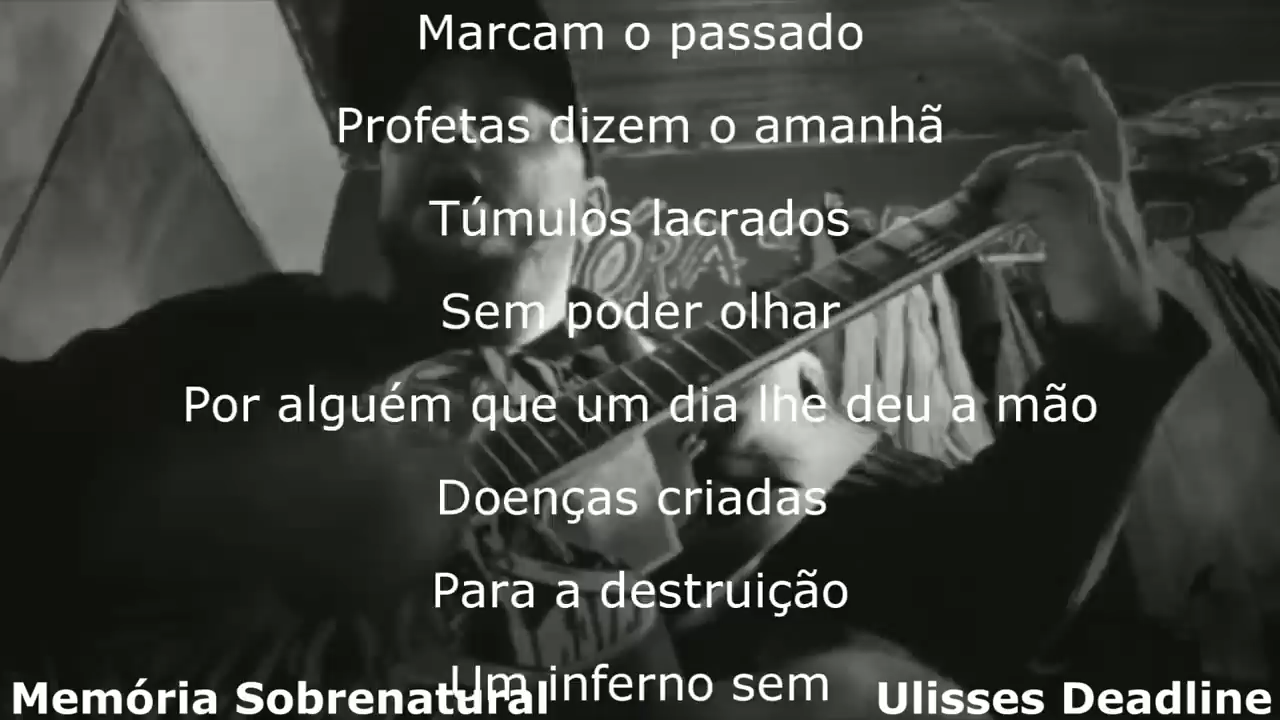 Marcam o passado
Profetas dizem o amanhã
Túmulos lacrados
Sem poder olhar
Por alguém que um dia lhe deu a mão
Doenças criadas
Para a destruição
Um inferno sem
Memória Sobrenatural
Ulisses Deadline